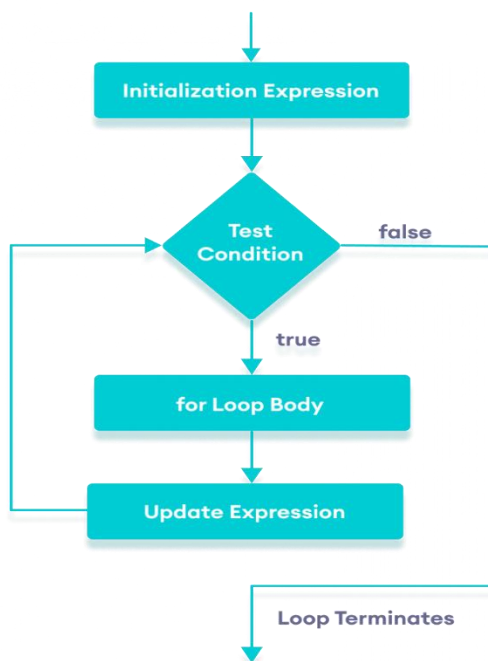 Initialization Expression
Test
Condition
false
true
for Loop Body
Update Expression
Loop Terminates